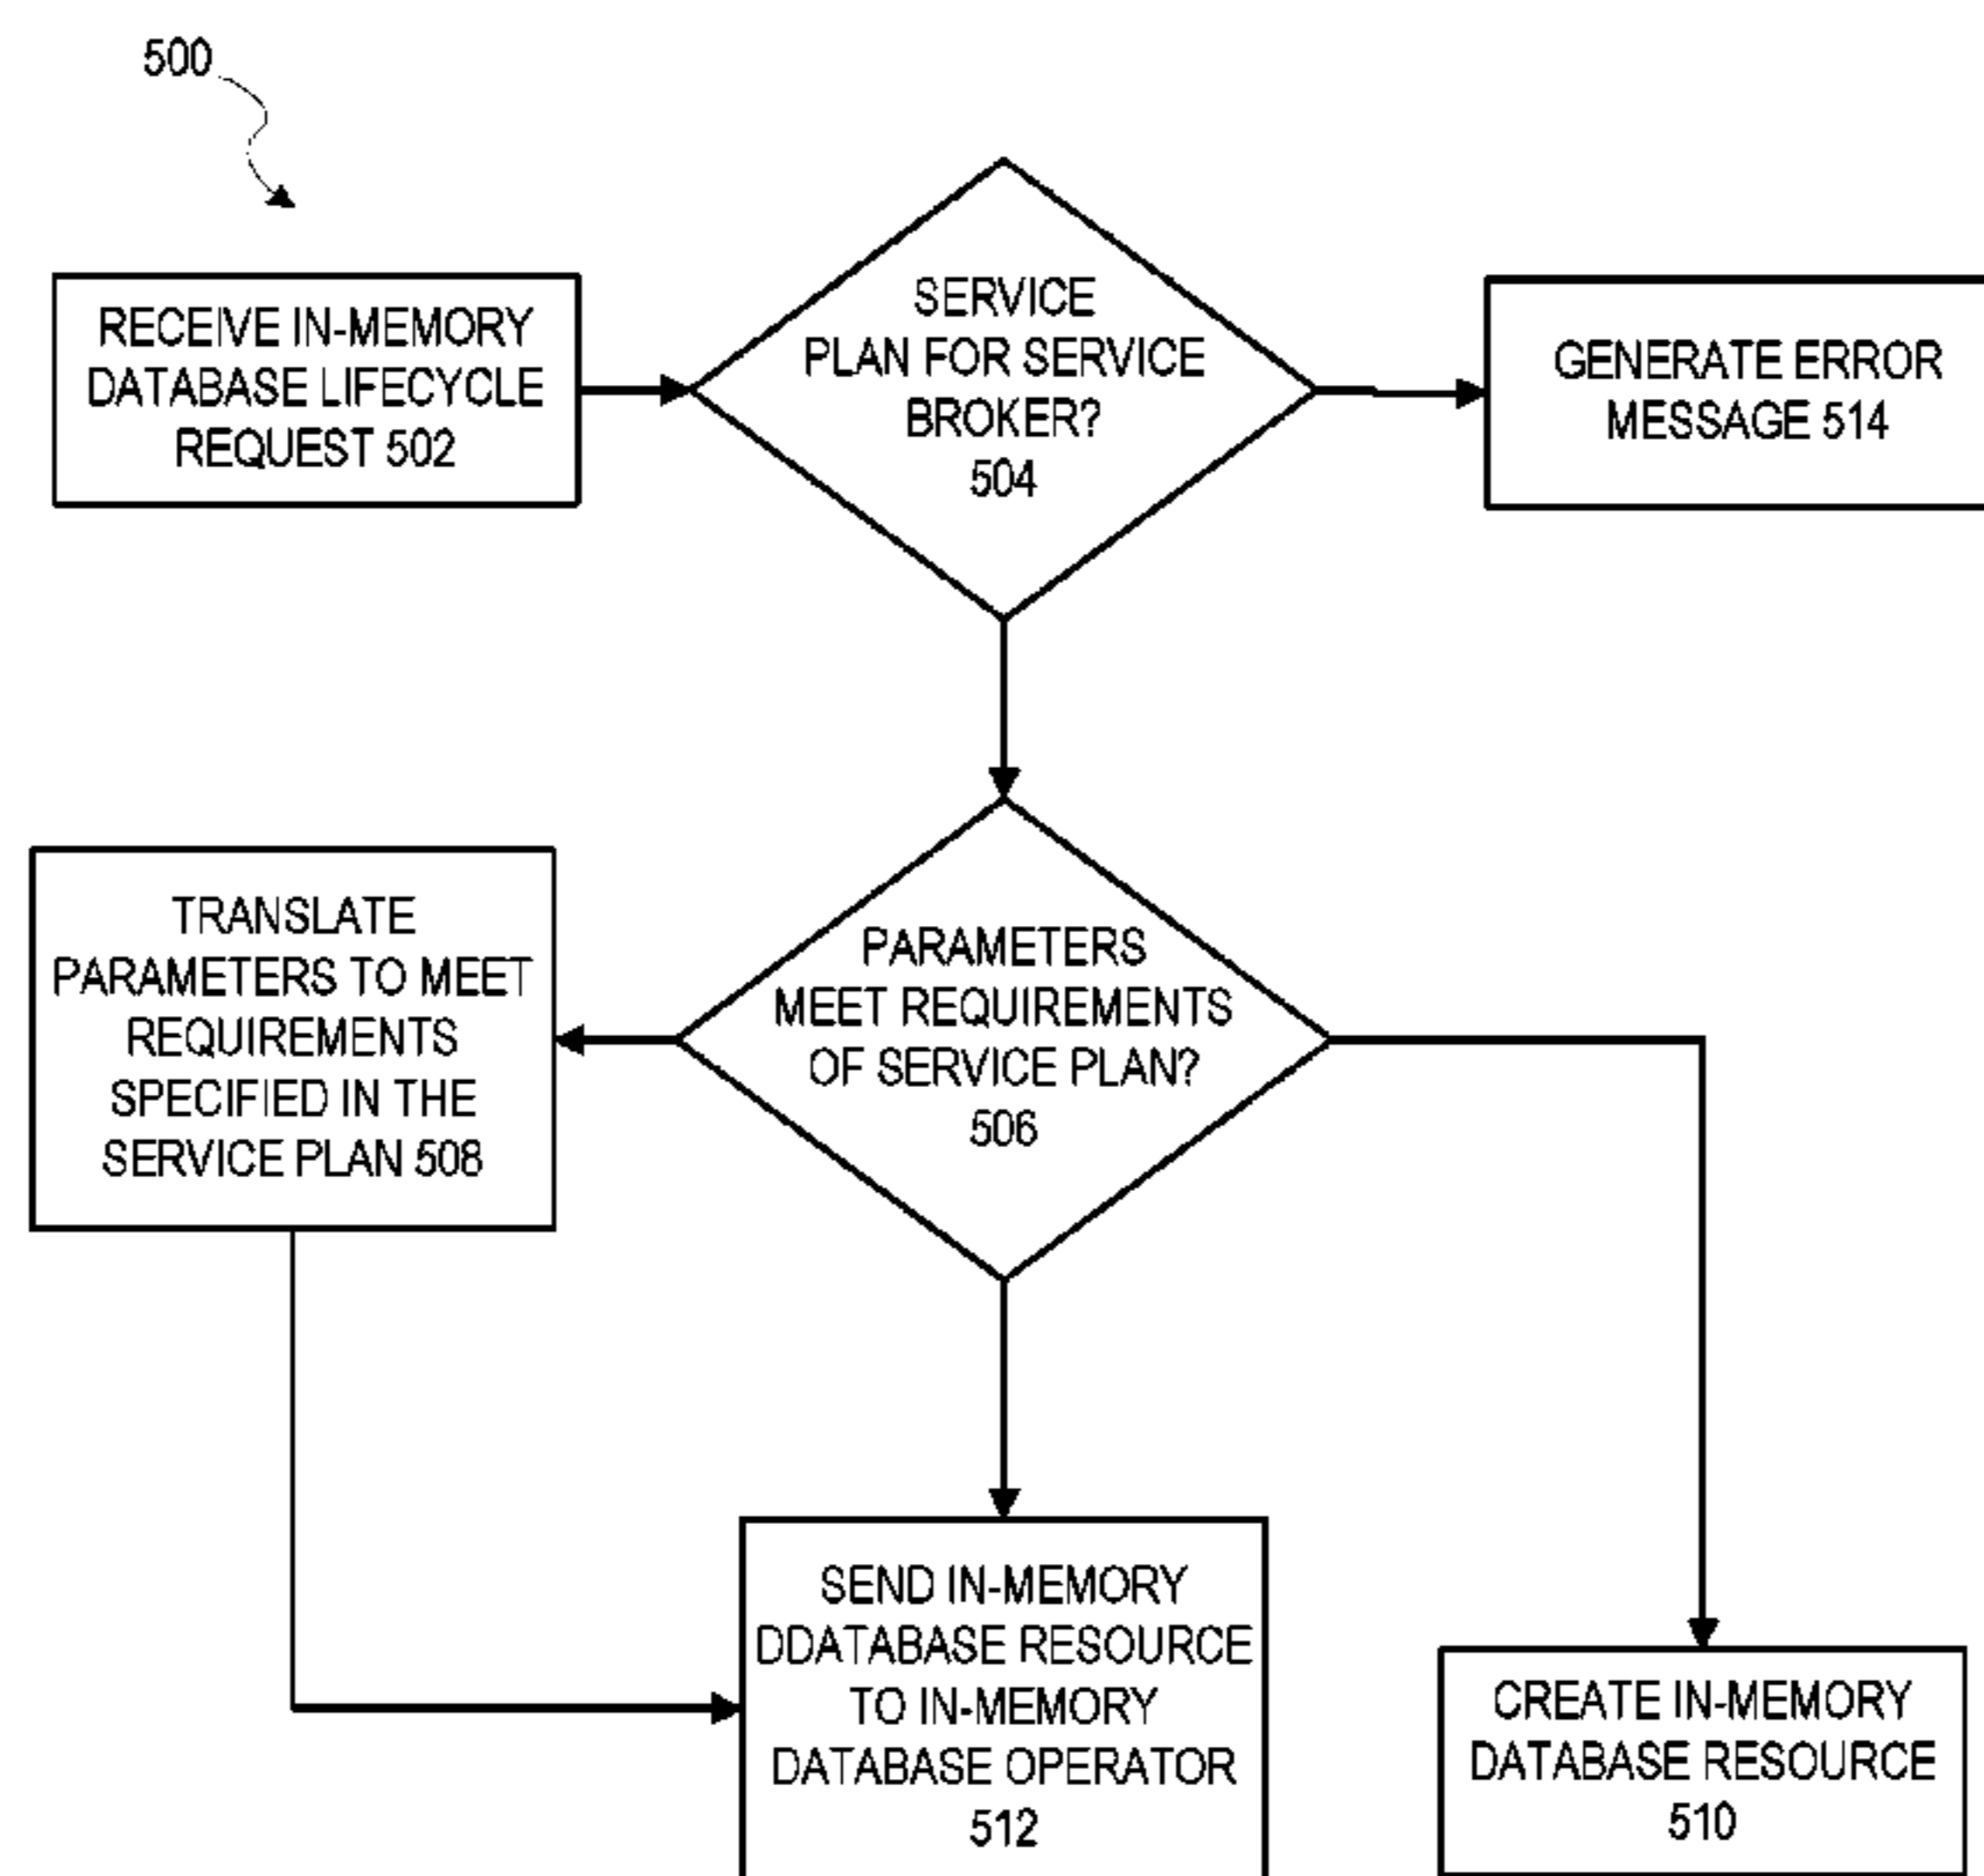 500
RECEIVE IN-MEMORY
DATABASE LIFECYCLE
REQUEST 502
SERVICE
PLAN FOR SERVICE
BROKER?
504
GENERATE ERROR
MESSAGE 514
TRANSLATE
PARAMETERS TO MEET
REQUIREMENTS
SPECIFIED IN THE
SERVICE PLAN 508
PARAMETERS
MEET REQUIREMENTS
OF SERVICE PLAN?
506
SEND IN-MEMORY
DDATABASE RESOURCE
TO IN-MEMORY
DATABASE OPERATOR
512
CREATE IN-MEMORY
DATABASE RESOURCE
510